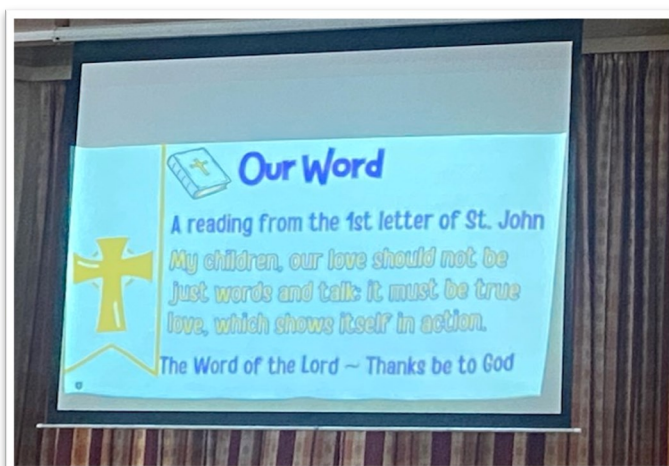 Our Word
A reading from the 1st letter of St. John
My children, our love should not be
just words and talk: it must be true
love, which shows itself in action.
The Word of the Lord ~ Thanks be to God